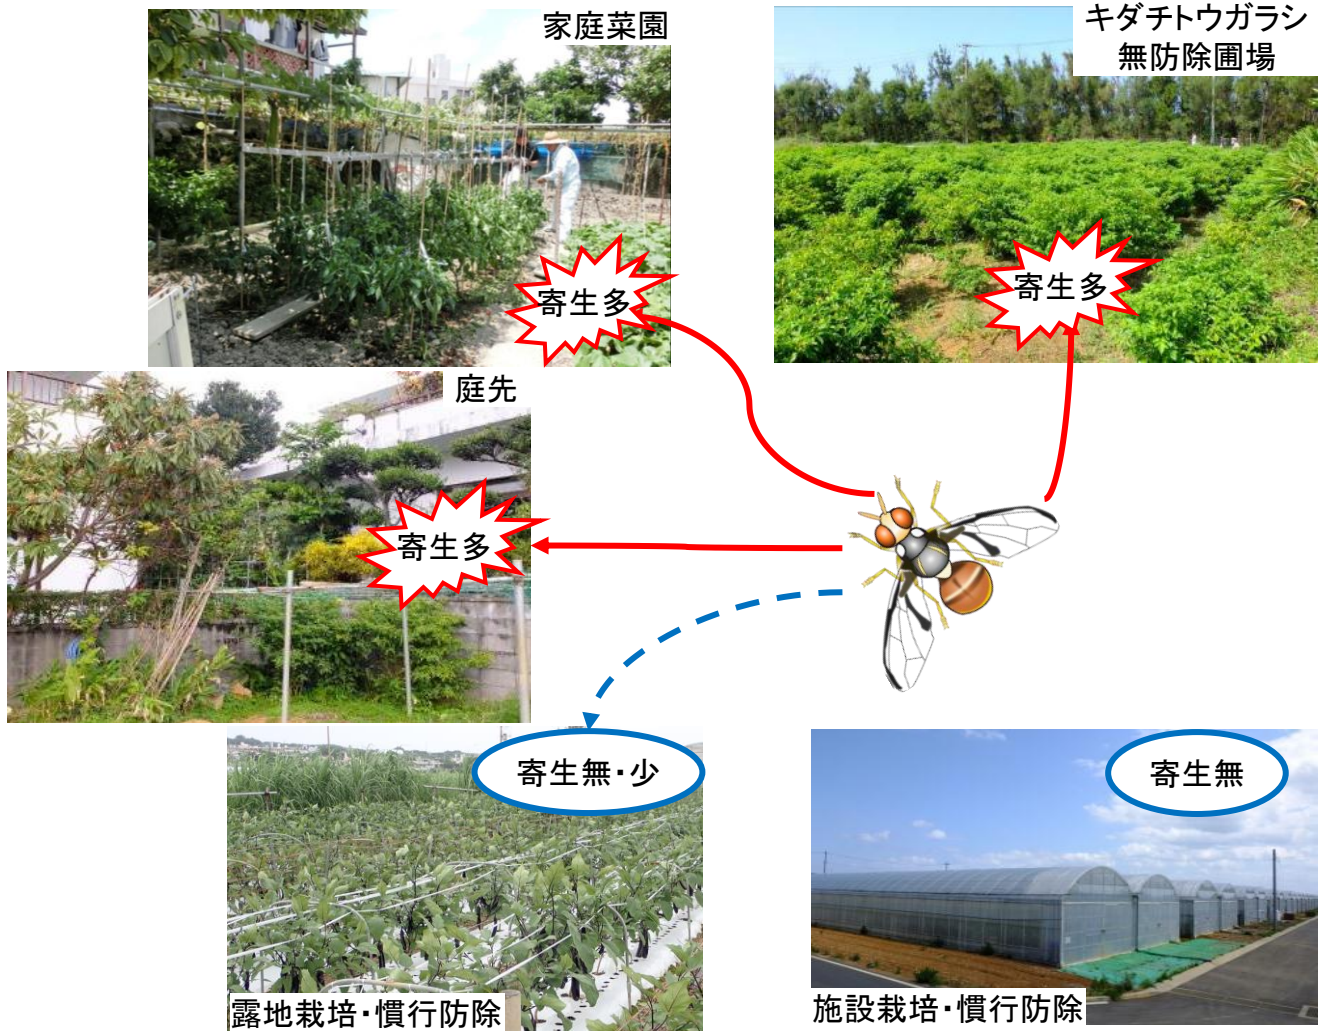 家庭菜園
キダチトウガラシ
無防除圃場
寄生多
寄生多
庭先
寄生多
寄生無・少
寄生無
露地栽培・慣行防除
施設栽培・慣行防除